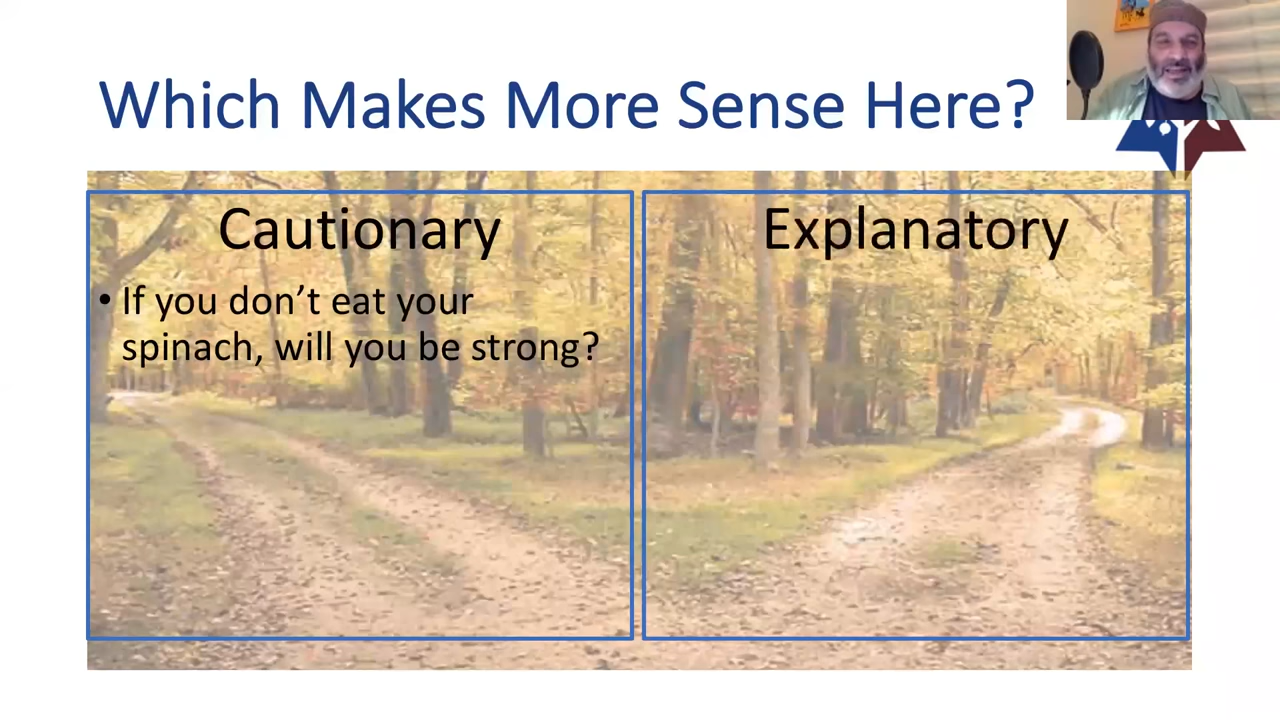 Which Makes More Sense Here?
Cautionary
• If you don’t eat your
spinach, will you be strong?
Explanatory